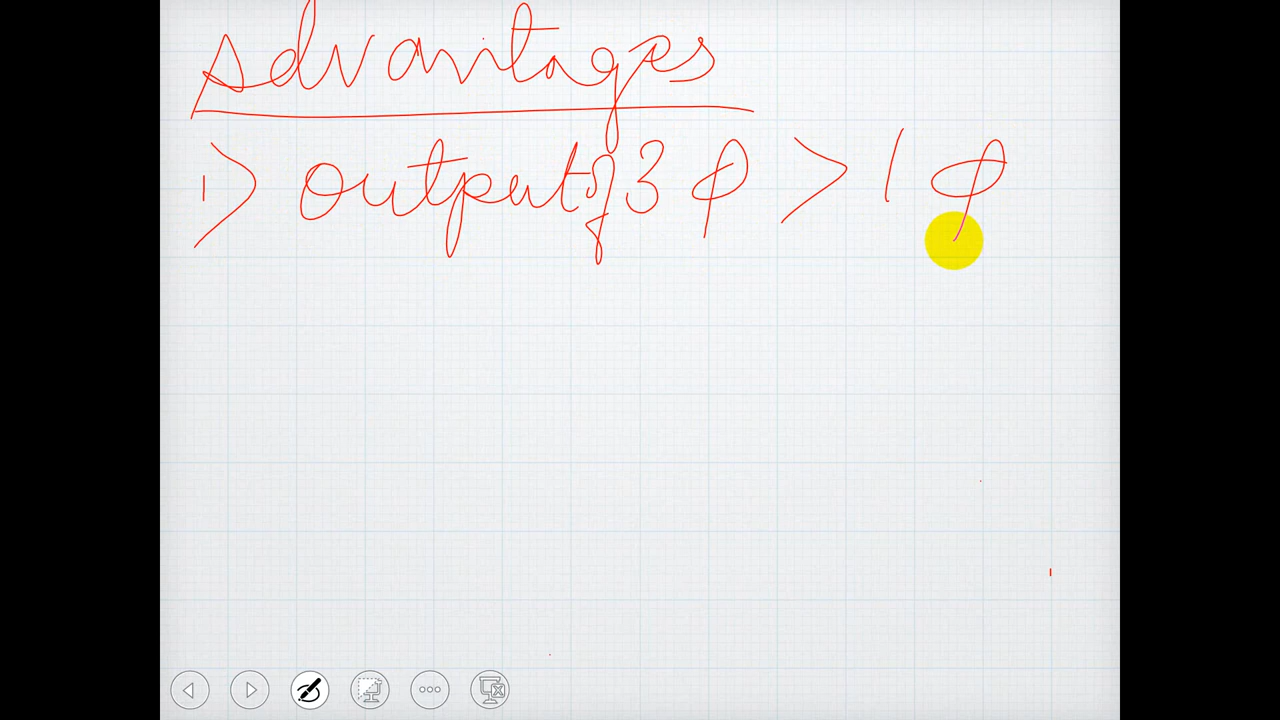 Advantages
1) output of 3 φ > 1 φ